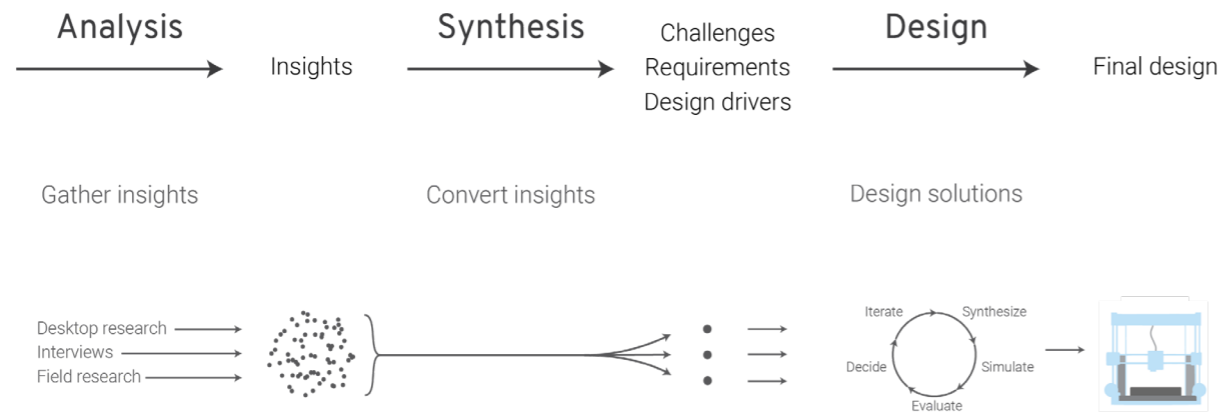 Analysis
Synthesis
Design
Insights
Challenges
Requirements
Design drivers
Final design
Gather insights
Convert insights
Design solutions
Desktop research
Interviews
Field research
Iterate
Synthesize
Decide
Simulate
Evaluate